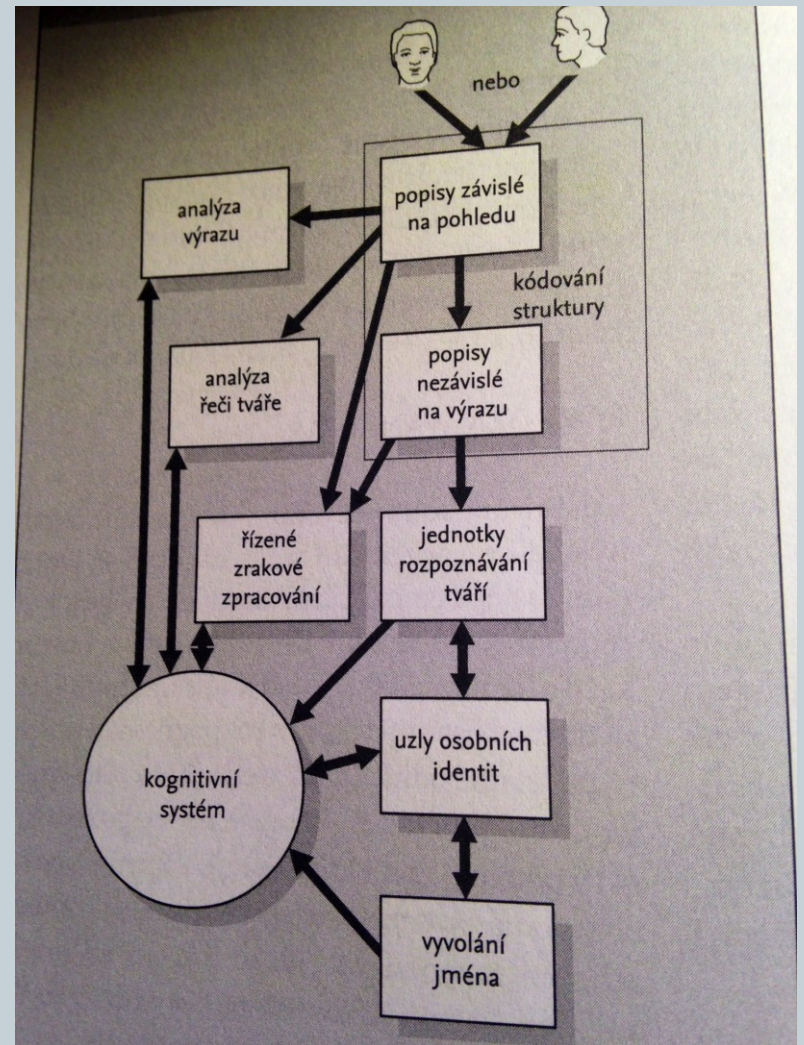 nebo
popisy závislé
na pohledu
analýza
výrazu
kódování
struktury
popisy
nezávislé
na výrazu
analýza
řeči tváře
řízené
zrakové
zpracování
jednotky
rozpoznávání
tváří
uzly osobních
identit
kognitivní
systém
vyvolání
jména